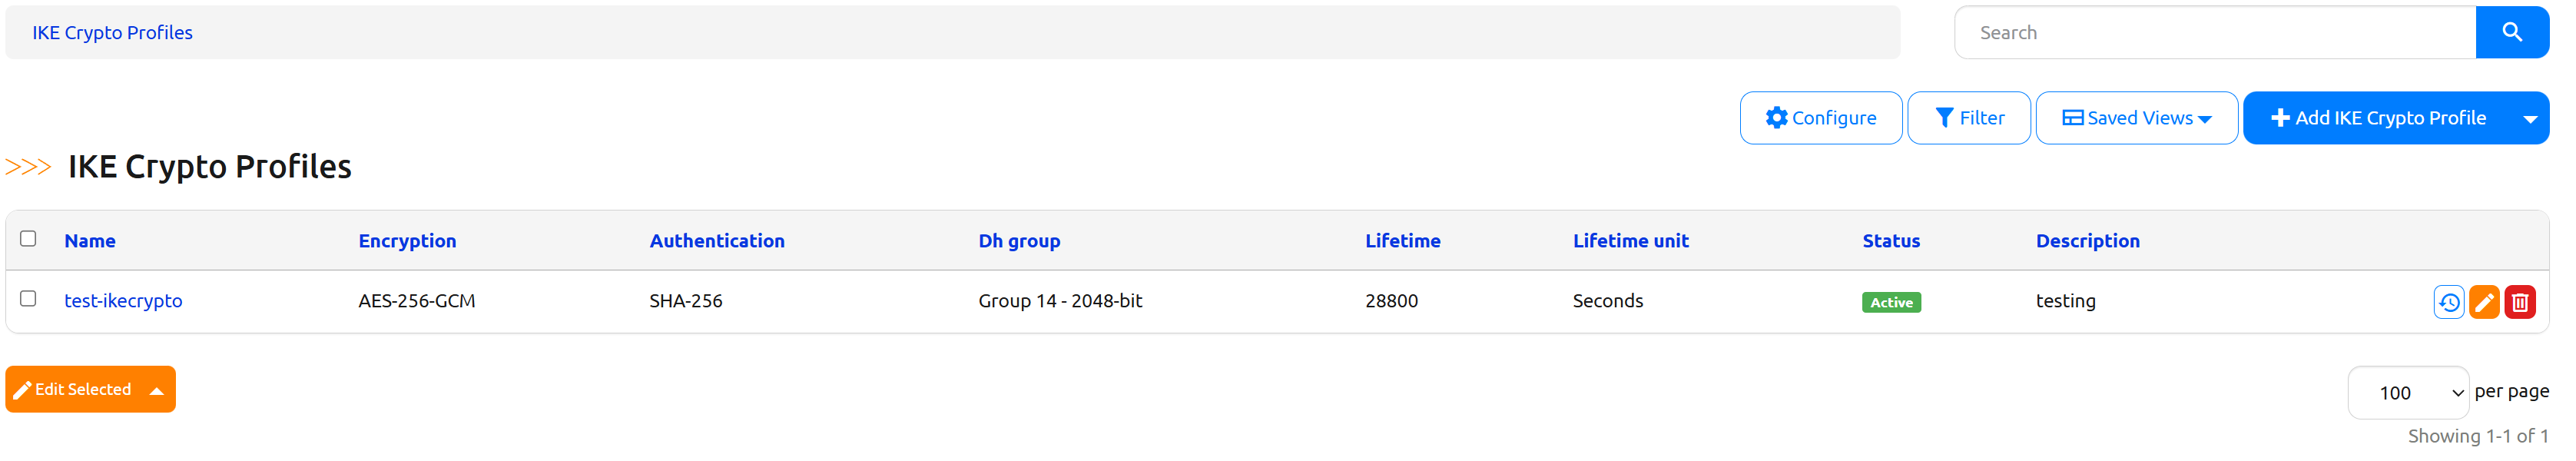 IKE Crypto Profiles
Search
Configure Filter Saved Views Add IKE Crypto Profile
>>> IKE Crypto Profiles
Name Encryption Authentication Dh group Lifetime Lifetime unit Status Description
test-ikecrypto AES-256-GCM SHA-256 Group 14 - 2048-bit 28800 Seconds Active testing
Edit Selected 100 per page
Showing 1-1 of 1